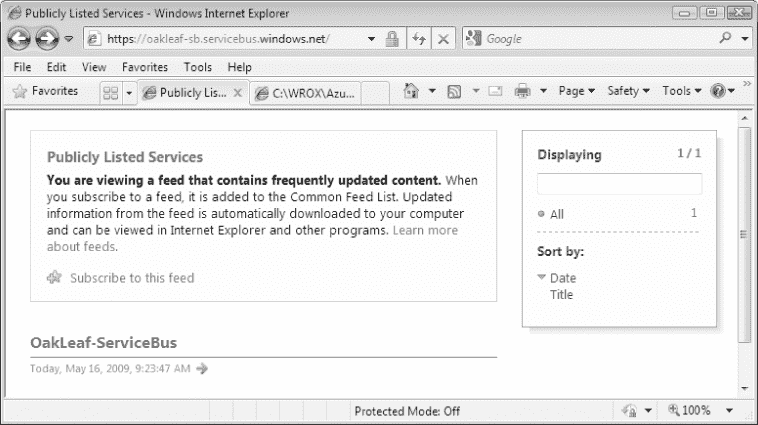 Publicly Listed Services - Windows Internet Explorer
https://oakleaf-sb.servicebus.windows.net/
Google
File Edit View Favorites Tools Help
Favorites
Publicly Lis...
C:\WROX\Azu...
Page Safety Tools
Publicly Listed Services
You are viewing a feed that contains frequently updated content. When
you subscribe to a feed, it is added to the Common Feed List. Updated
information from the feed is automatically downloaded to your computer
and can be viewed in Internet Explorer and other programs. Learn more
about feeds.
Subscribe to this feed
Displaying 1 / 1
All 1
Sort by:
Date
Title
OakLeaf-ServiceBus
Today, May 16, 2009, 9:23:47 AM
Protected Mode: Off
100%